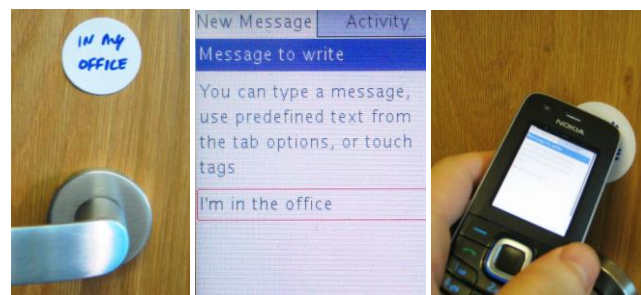 IN MY
OFFICE
New Message
Activity
Message to write
You can type a message,
use predefined text from
the tab options, or touch
tags
I'm in the office
NOKIA